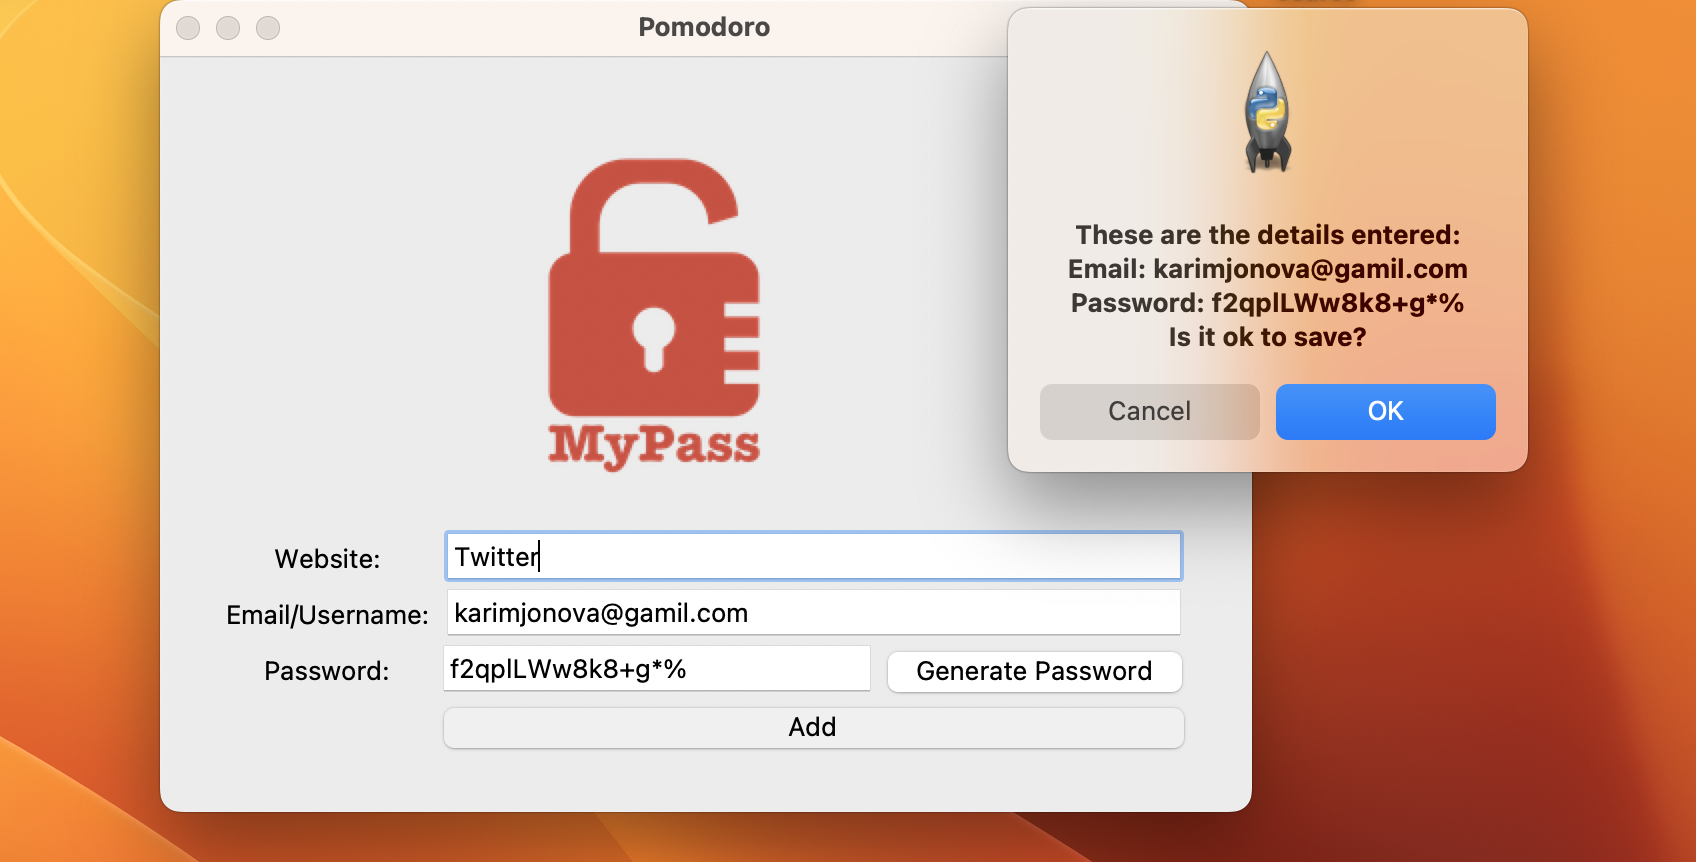 Pomodoro
MyPass
Website:
Twitter
Email/Username:
karimjonova@gamil.com
Password:
f2qplLWw8k8+g*%
Generate Password
Add
These are the details entered:
Email: karimjonova@gamil.com
Password: f2qplLWw8k8+g*%
Is it ok to save?
Cancel
OK